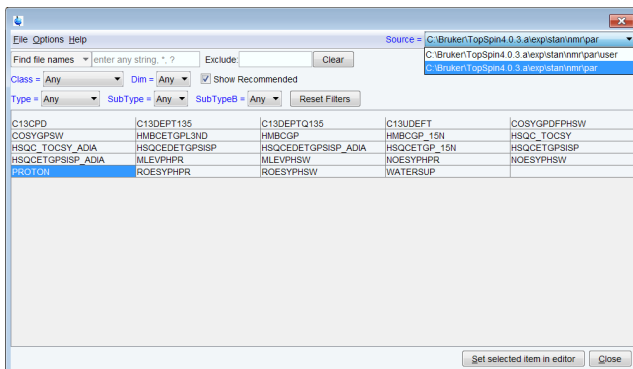 File Options Help Source = C:\Bruker\TopSpin4.0.3.a\exp\stan\nmr\par
C:\Bruker\TopSpin4.0.3.a\exp\stan\nmr\par\user
C:\Bruker\TopSpin4.0.3.a\exp\stan\nmr\par
Find file names enter any string, *, ? Exclude: Clear
Class = Any Dim = Any Show Recommended
Type = Any SubType = Any SubTypeB = Any Reset Filters
C13CPD C13DEPT135 C13DEPTQ135 C13UDEFT COSYGPDFPHSW
COSYGPSW HMBCETGPL3ND HMBCGP HMBCGP_15N HSQC_TOCSY
HSQC_TOCSY_ADIA HSQCEDETGPSISP HSQCEDETGPSISP_ADIA HSQCETGP_15N HSQCETGPSISP
HSQCETGPSISP_ADIA MLEVPHPR MLEVPHSW NOESYPHPR NOESYPHSW
PROTON ROESYPHPR ROESYPHSW WATERSUP
Set selected item in editor Close